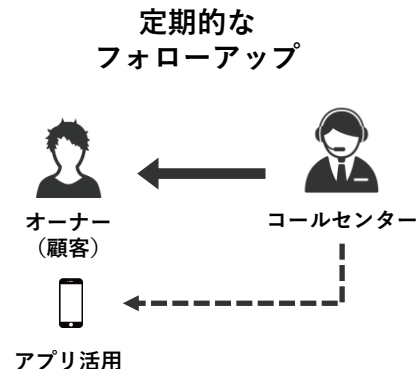 定期的な
フォローアップ
オーナー
（顧客）
コールセンター
アプリ活用